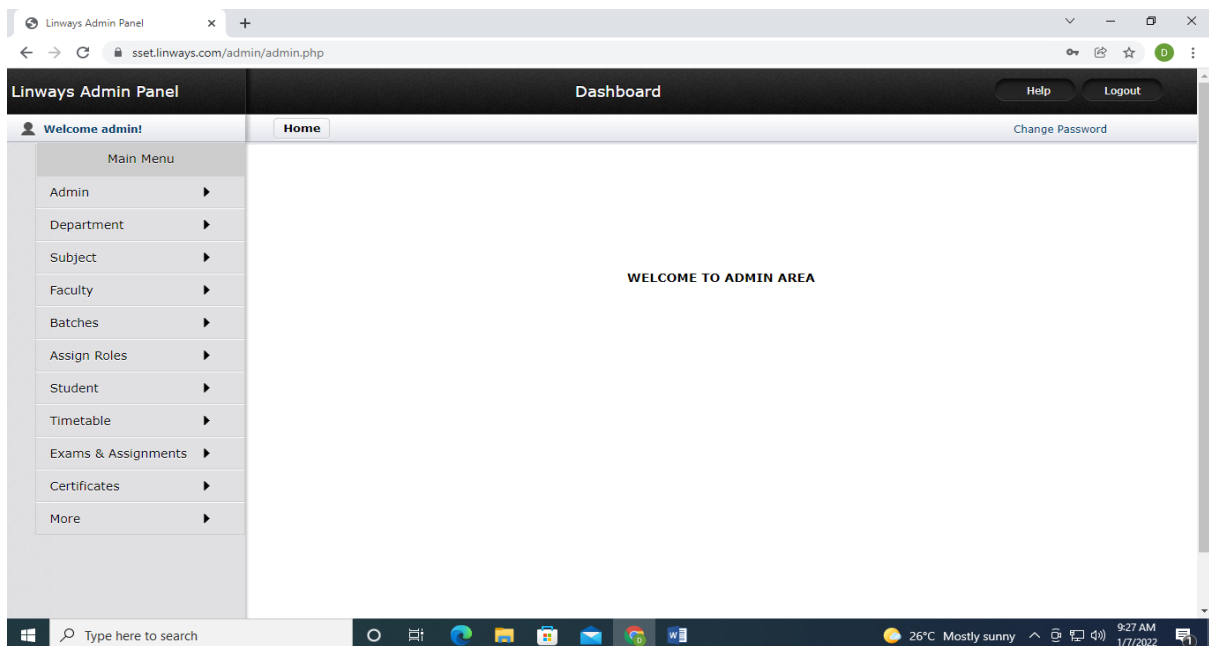 Linways Admin Panel
sset.linways.com/admin/admin.php
D
Linways Admin Panel
Dashboard
Help
Logout
Welcome admin!
Home
Change Password
Main Menu
Admin
Department
Subject
Faculty
Batches
Assign Roles
Student
Timetable
Exams & Assignments
Certificates
More
WELCOME TO ADMIN AREA
Type here to search
26°C Mostly sunny
9:27 AM
1/7/2022